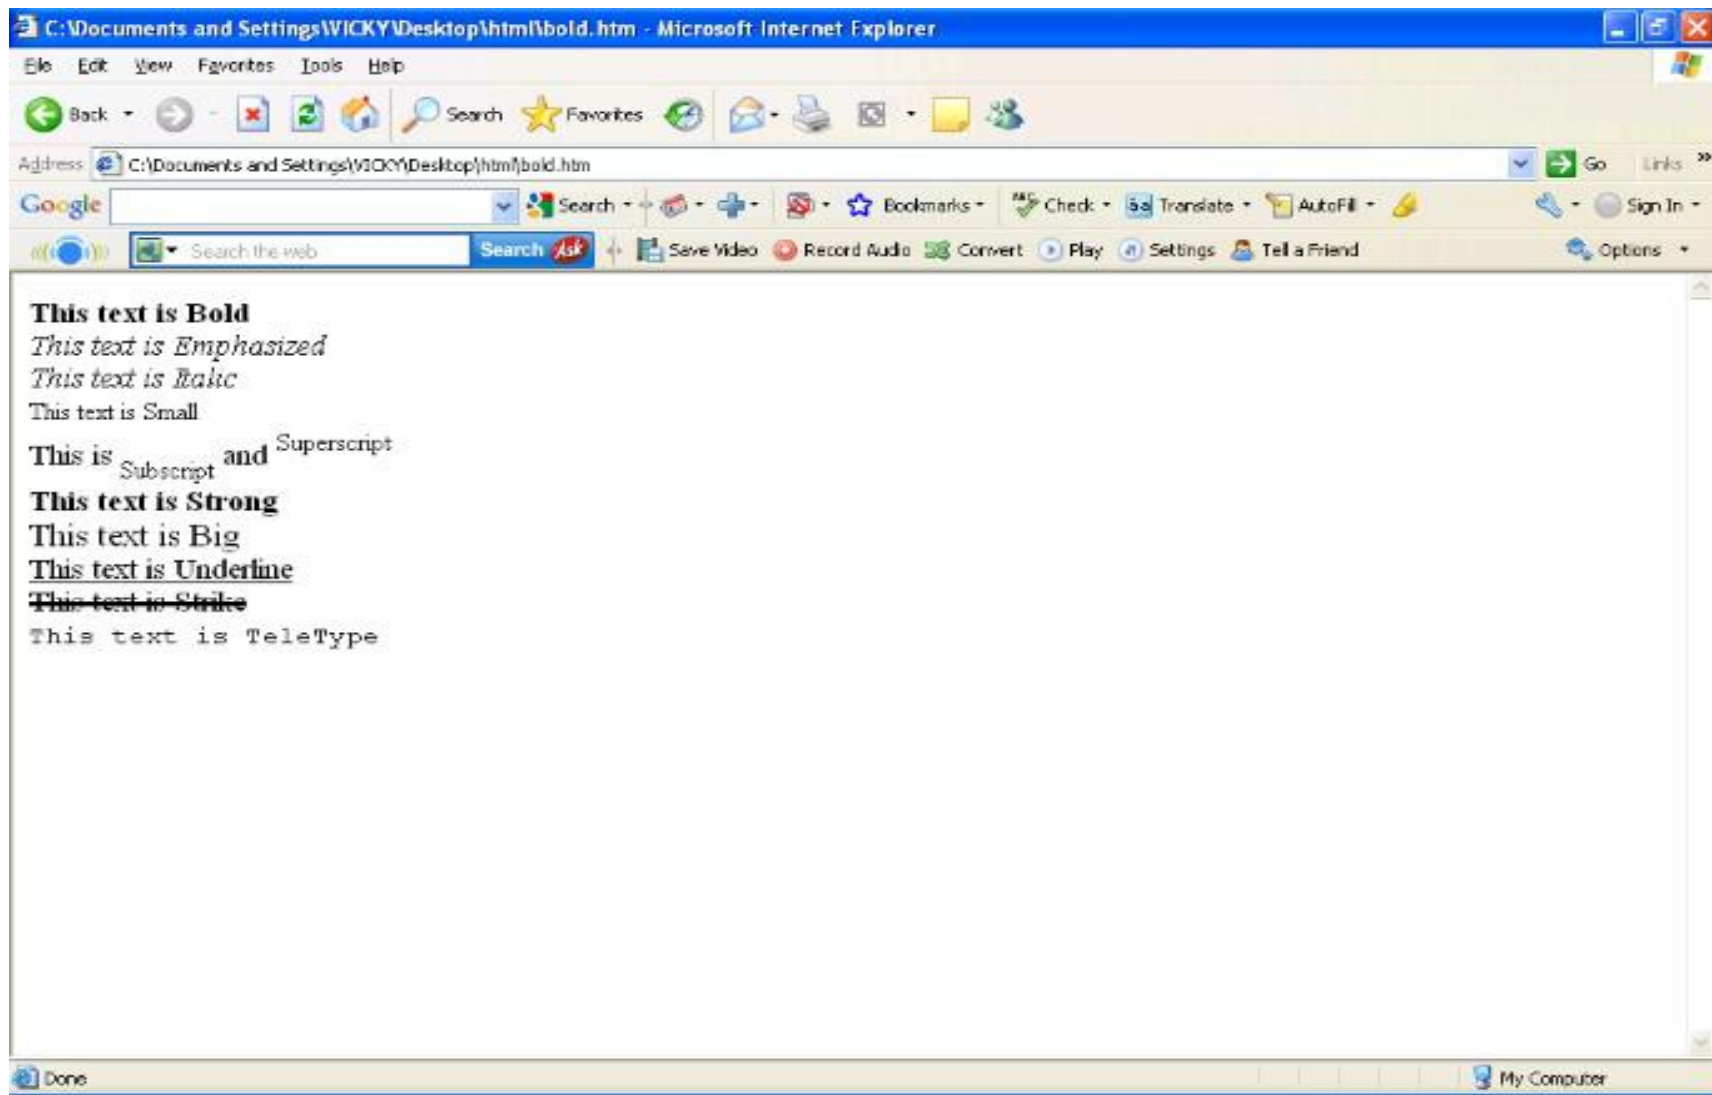 C:\Documents and Settings\VICKY\Desktop\html\bold.htm - Microsoft Internet Explorer
File Edit View Favorites Tools Help
Back Search Favorites
Address C:\Documents and Settings\VICKY\Desktop\html\bold.htm Go Links »
Google Search Bookmarks Check Translate AutoFill Sign In
Search the web Search Ask Save Video Record Audio Convert Play Settings Tell a Friend Options
This text is Bold
This text is Emphasized
This text is Italic
This text is Small
This is Subscript and Superscript
This text is Strong
This text is Big
This text is Underline
This text is Strike
This text is TeleType
Done My Computer